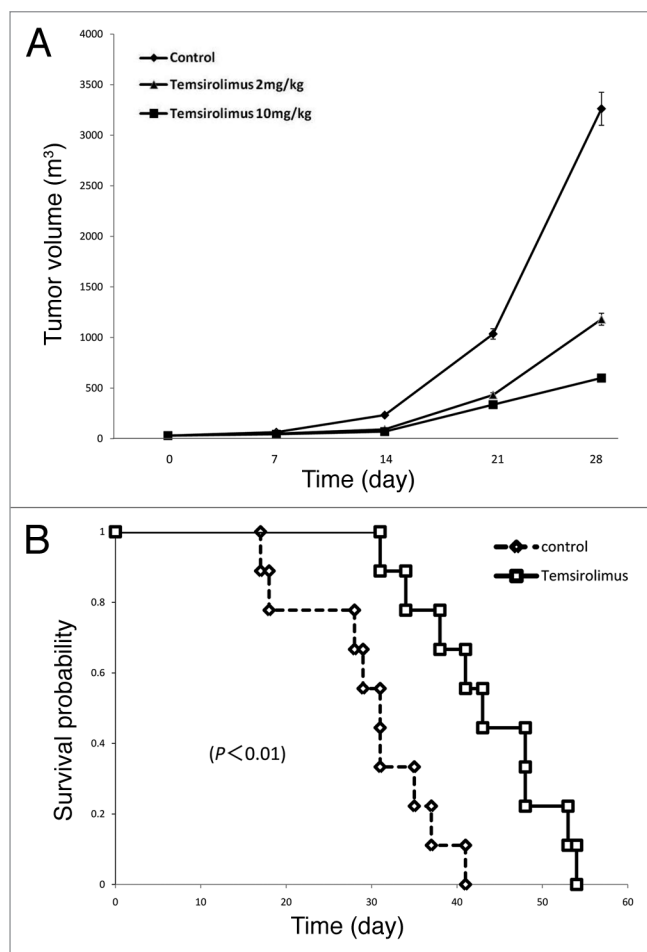 A
Tumor volume (m³)
4000
3500
3000
2500
2000
1500
1000
500
0
Control
Temsirolimus 2mg/kg
Temsirolimus 10mg/kg
0 7 14 21 28
Time (day)
B
Survival probability
1
0.8
0.6
0.4
0.2
0
control
Temsirolimus
(P<0.01)
0 10 20 30 40 50 60
Time (day)